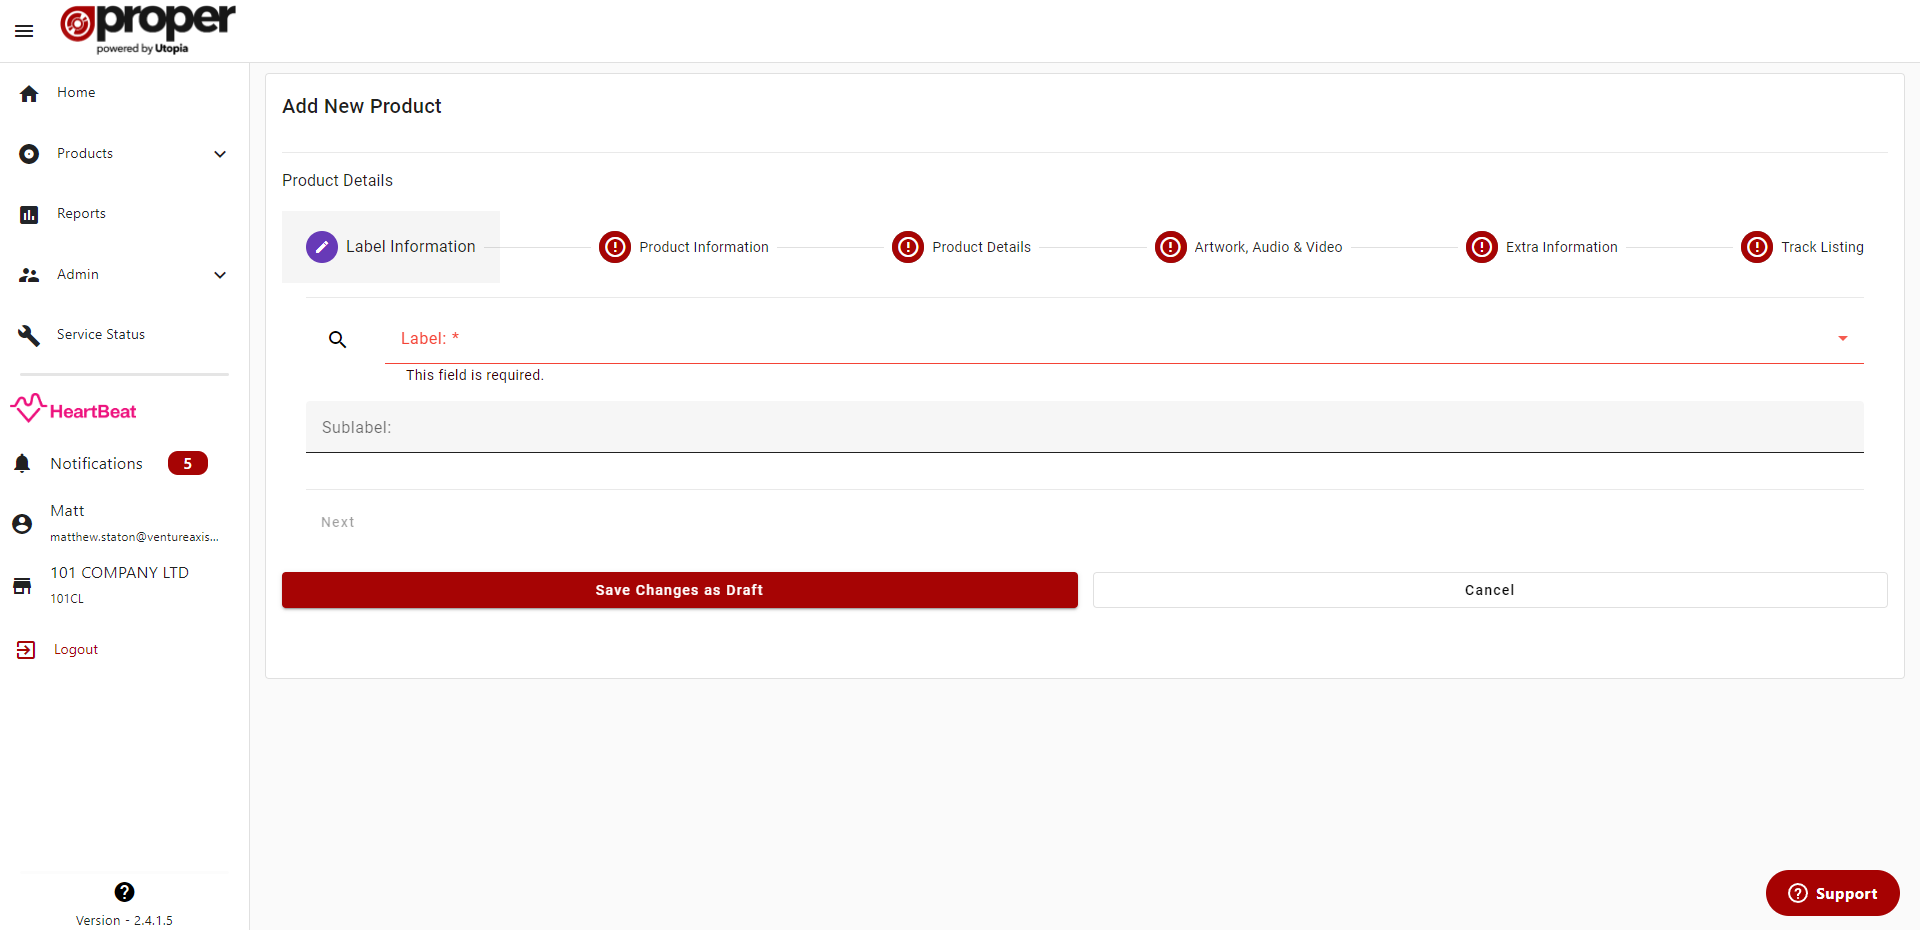 proper
powered by Utopia
Home
Products
Reports
Admin
Service Status
HeartBeat
Notifications 5
Matt
matthew.staton@ventureaxis...
101 COMPANY LTD
101CL
Logout
Version - 2.4.1.5
Add New Product
Product Details
Label Information Product Information Product Details Artwork, Audio & Video Extra Information Track Listing
Label: *
This field is required.
Sublabel:
Next
Save Changes as Draft Cancel
Support